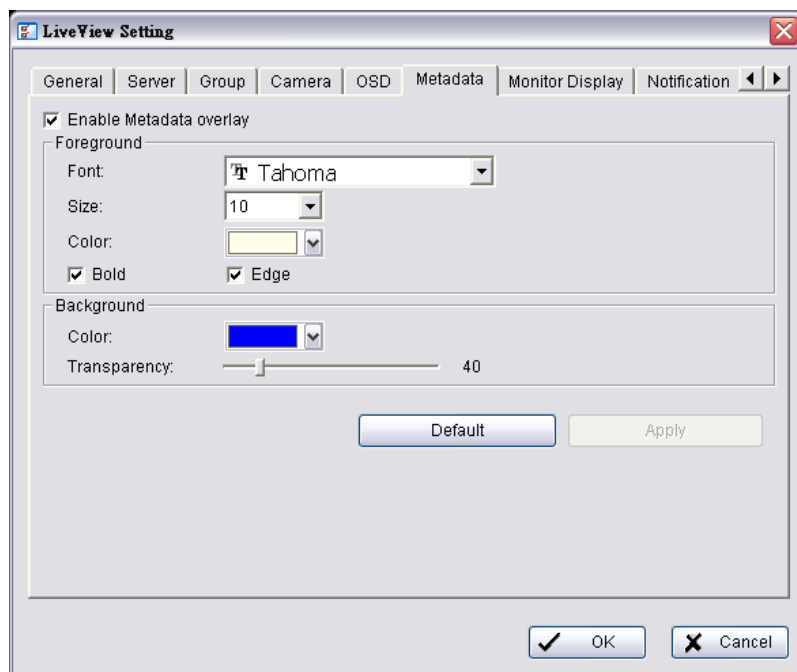 LiveView Setting
General Server Group Camera OSD Metadata Monitor Display Notification
Enable Metadata overlay
Foreground
Font: Tahoma
Size: 10
Color:
Bold Edge
Background
Color:
Transparency: 40
Default Apply
OK Cancel